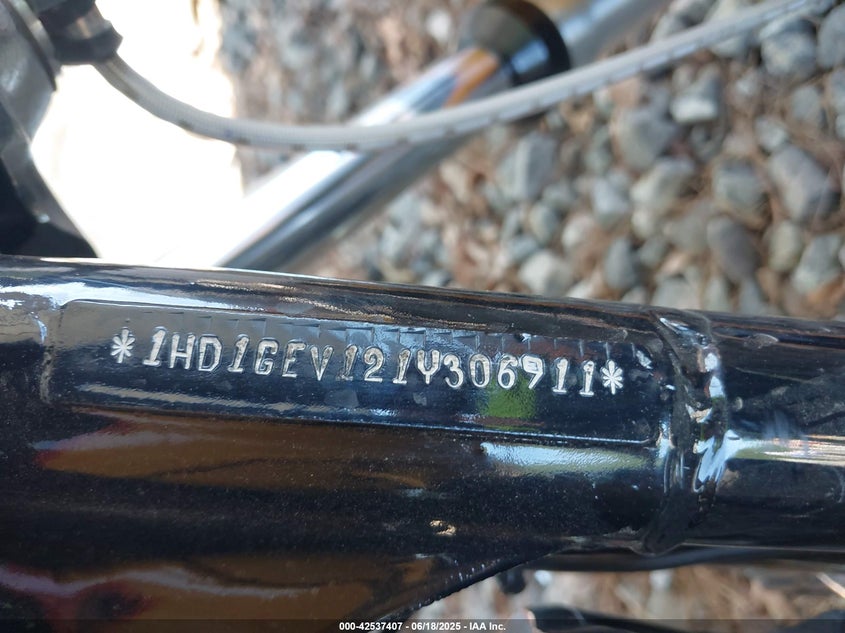 *1HD1GEV121Y306911*
000-42537407 - 06/18/2025 - IAA Inc.